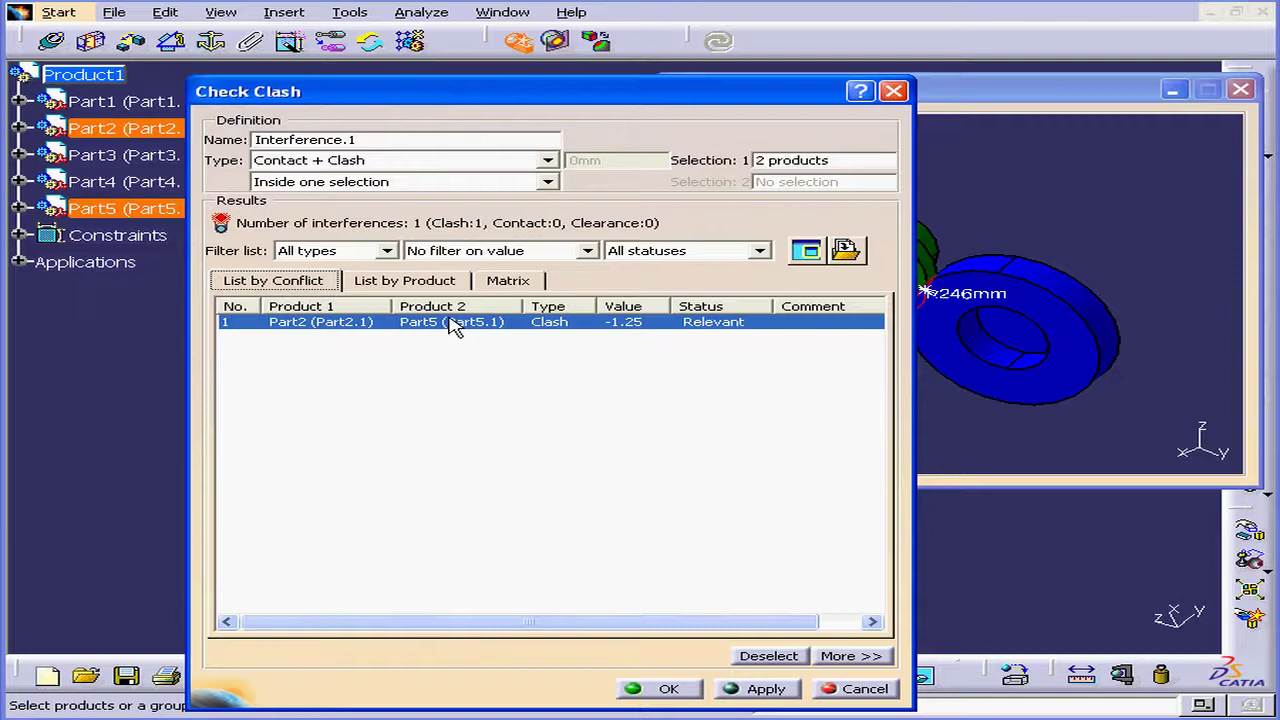 Start File Edit View Insert Tools Analyze Window Help
Product1
Part1 (Part1.
Part2 (Part2.
Part3 (Part3.
Part4 (Part4.
Part5 (Part5.
Constraints
Applications
Check Clash
Definition
Name: Interference.1
Type: Contact + Clash 0mm Selection: 1 2 products
Inside one selection Selection: 2 No selection
Results
Number of interferences: 1 (Clash:1, Contact:0, Clearance:0)
Filter list: All types No filter on value All statuses
List by Conflict List by Product Matrix
No. Product 1 Product 2 Type Value Status Comment
1 Part2 (Part2.1) Part5 (Part5.1) Clash -1.25 Relevant
Deselect More >>
OK Apply Cancel
~246mm
z
x y
z x y
CATIA
Select products or a grou